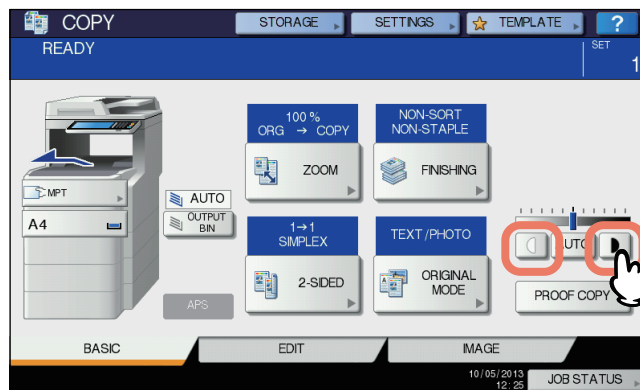 COPY
STORAGE
SETTINGS
TEMPLATE
?
READY
SET
1
100 %
ORG → COPY
NON-SORT
NON-STAPLE
ZOOM
FINISHING
MPT
AUTO
A4
OUTPUT
BIN
1→1
SIMPLEX
TEXT/PHOTO
AUTO
2-SIDED
ORIGINAL
MODE
APS
PROOF COPY
BASIC
EDIT
IMAGE
10/05/2013
12:25
JOB STATUS